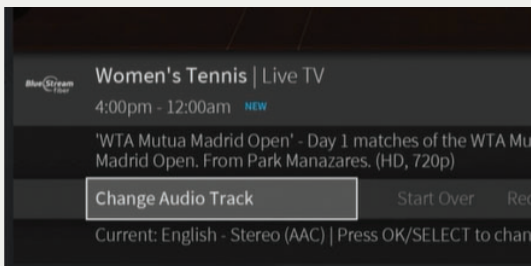 BlueStream
Fiber
Women's Tennis | Live TV
4:00pm - 12:00am NEW
'WTA Mutua Madrid Open' - Day 1 matches of the WTA Mu
Madrid Open. From Park Manazares. (HD, 720p)
Change Audio Track Start Over Rec
Current: English - Stereo (AAC) | Press OK/SELECT to chan